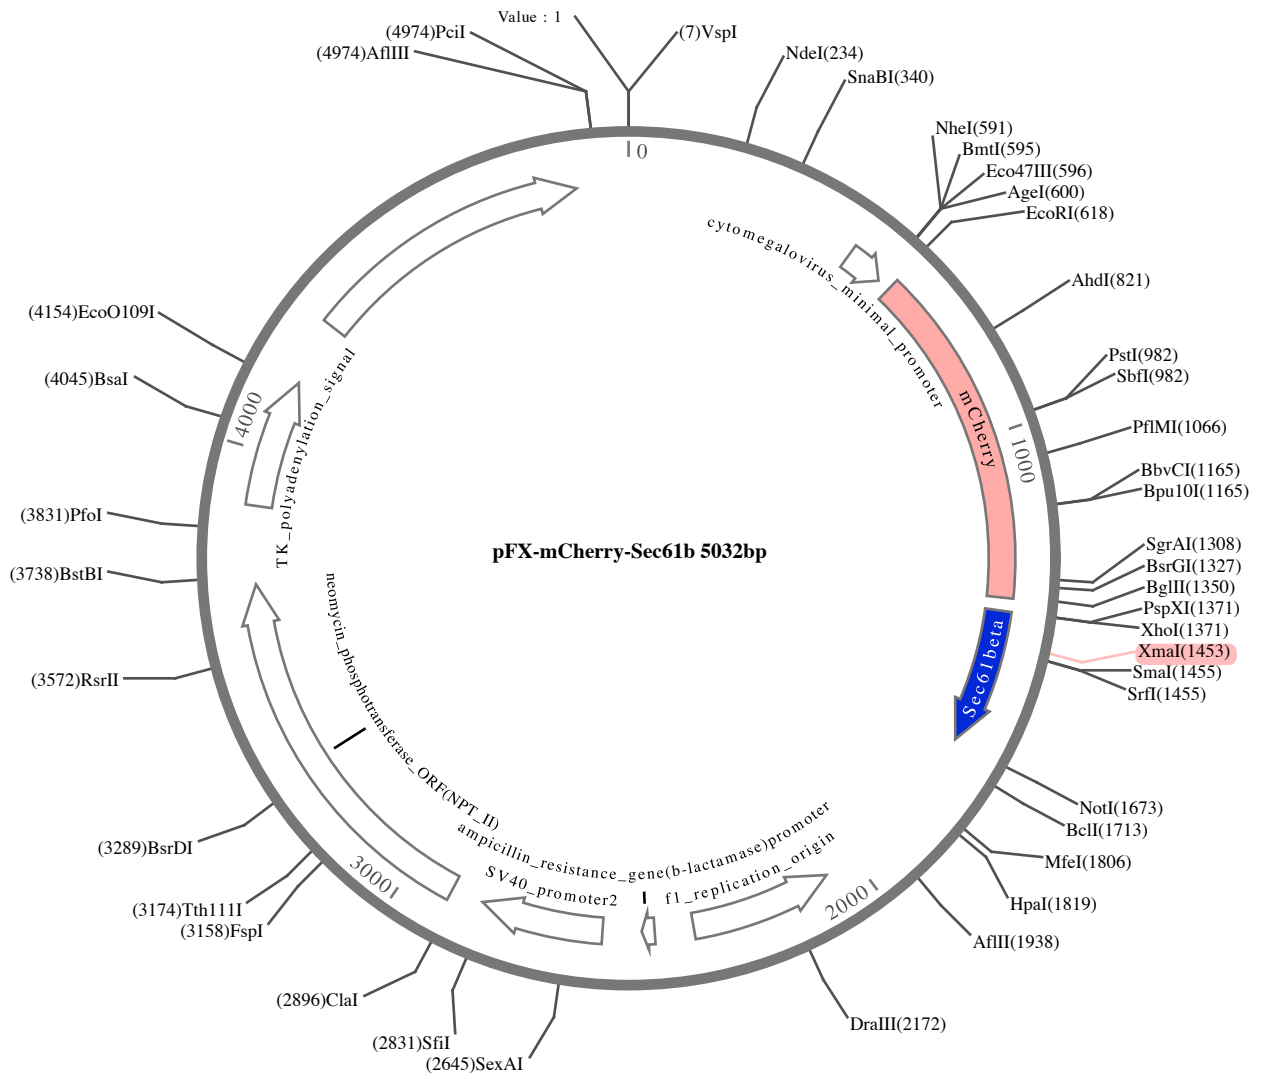 Value : 1
(4974)PciI
(7)VspI
(4974)AflIII
NdeI(234)
SnaBI(340)
NheI(591)
BmtI(595)
Eco47III(596)
AgeI(600)
EcoRI(618)
0
cytomegalovirus_minimal_promoter
AhdI(821)
(4154)EcoO109I
TK_polyadenylation_signal
PstI(982)
SbfI(982)
(4045)BsaI
4000
mCherry
PflMI(1066)
1000
BbvCI(1165)
Bpu10I(1165)
(3831)PfoI
pFX-mCherry-Sec61b 5032bp
SgrAI(1308)
BsrGI(1327)
(3738)BstBI
BglII(1350)
PspXI(1371)
XhoI(1371)
neomycin_phosphotransferase_ORF(NPT_II)
Sec61beta
XmaI(1453)
(3572)RsrII
SmaI(1455)
SrfI(1455)
NotI(1673)
BclI(1713)
ampicillin_resistance_gene(b-lactamase)promoter
(3289)BsrDI
MfeI(1806)
3000
SV40_promoter2
f1_replication_origin
2000
HpaI(1819)
(3174)Tth111I
(3158)FspI
AflII(1938)
(2896)ClaI
DraIII(2172)
(2831)SfiI
(2645)SexAI